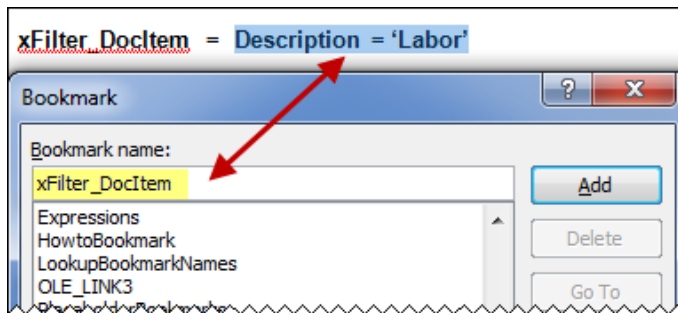 xFilter_DocItem = Description = ‘Labor’
Bookmark
?
Bookmark name:
xFilter_DocItem
Add
Expressions
HowtoBookmark
Delete
LookupBookmarkNames
OLE_LINK3
Go To